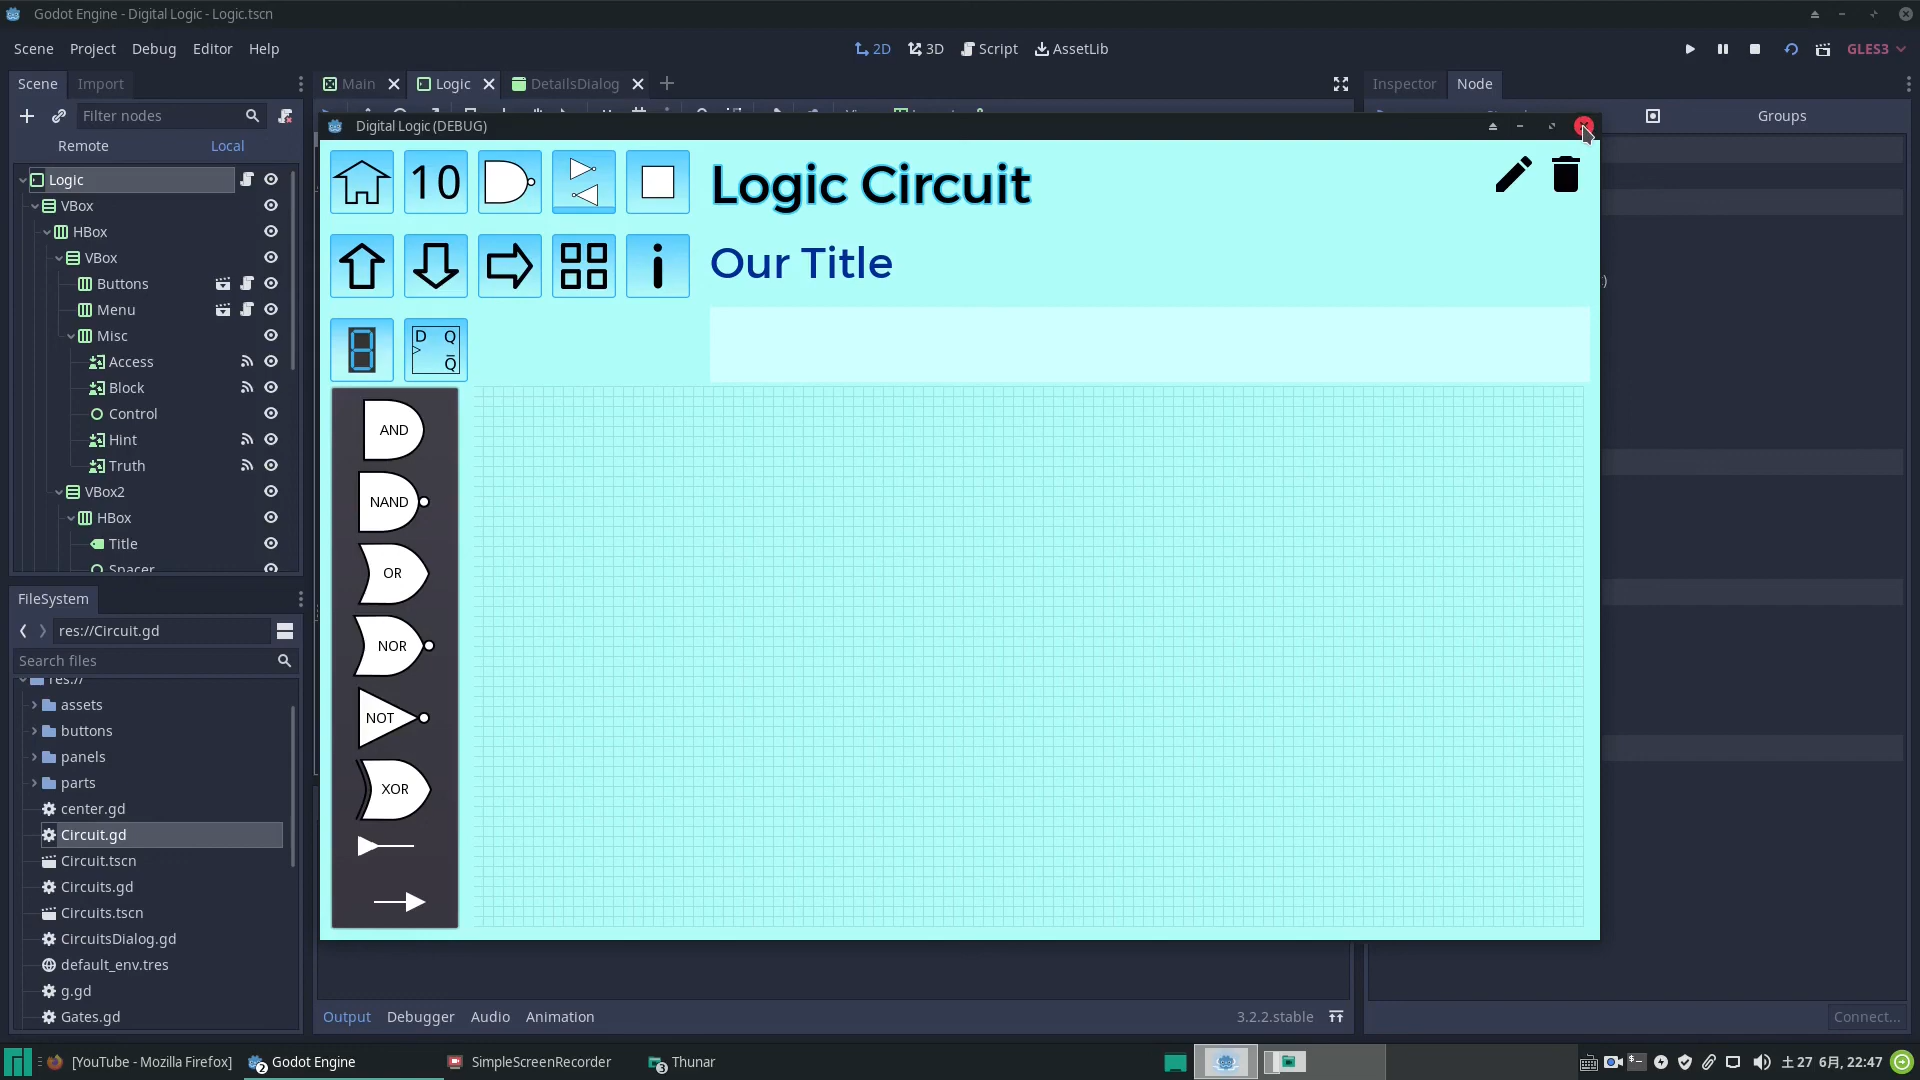 Godot Engine - Digital Logic - Logic.tscn
Scene Project Debug Editor Help
2D 3D Script AssetLib
GLES3
Scene Import
Main Logic DetailsDialog
Inspector Node
Filter nodes
Groups
Remote Local
Digital Logic (DEBUG)
Logic
VBox
HBox
VBox
Buttons
Menu
Misc
Access
Block
Control
Hint
Truth
VBox2
HBox
Title
Spacer
10
Logic Circuit
Our Title
D Q
> Q̅
AND
NAND
OR
NOR
NOT
XOR
FileSystem
res://Circuit.gd
Search files
res://
assets
buttons
panels
parts
center.gd
Circuit.gd
Circuit.tscn
Circuits.gd
Circuits.tscn
CircuitsDialog.gd
default_env.tres
g.gd
Gates.gd
Output Debugger Audio Animation
3.2.2.stable
Connect...
[YouTube - Mozilla Firefox]
2 Godot Engine
SimpleScreenRecorder
3 Thunar
土 27 6月, 22:47